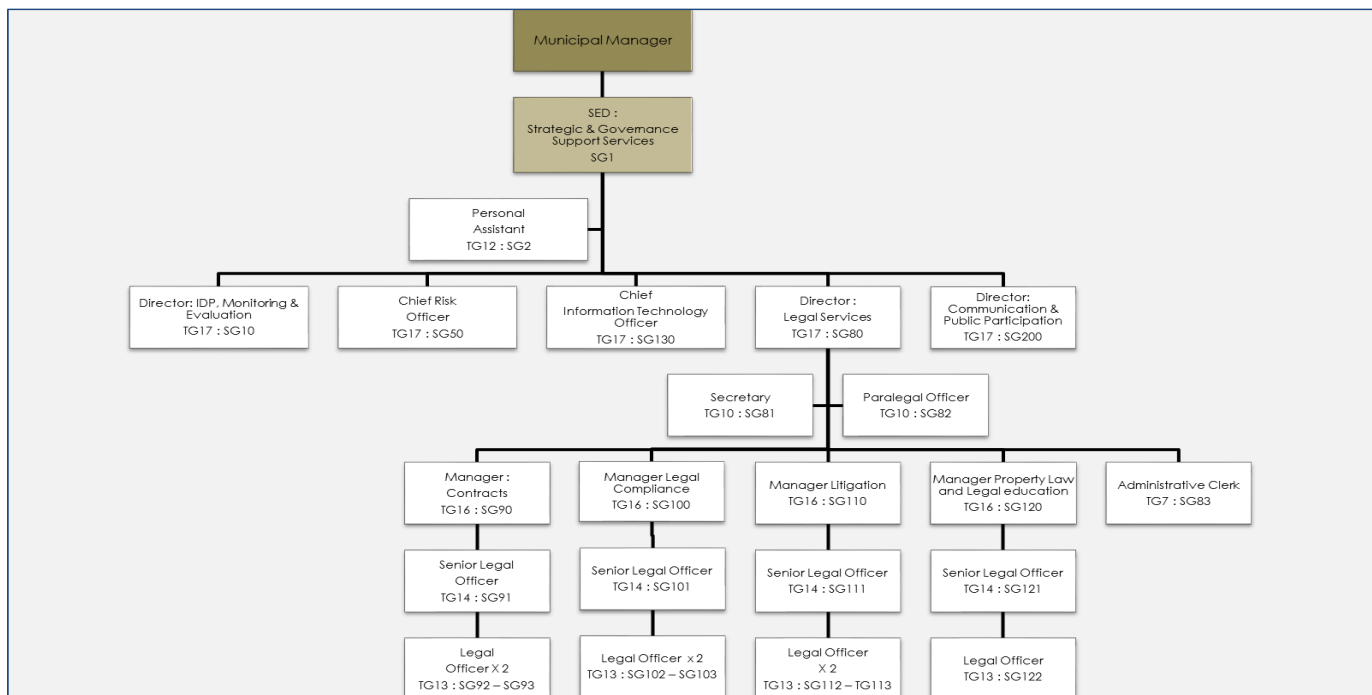 Municipal Manager
SED :
Strategic & Governance
Support Services
SG1
Personal
Assistant
TG12 : SG2
Director: IDP, Monitoring &
Evaluation
TG17 : SG10
Chief Risk
Officer
TG17 : SG50
Chief
Information Technology
Officer
TG17 : SG130
Director :
Legal Services
TG17 : SG80
Director:
Communication &
Public Participation
TG17 : SG200
Secretary
TG10 : SG81
Paralegal Officer
TG10 : SG82
Manager :
Contracts
TG16 : SG90
Manager Legal
Compliance
TG16 : SG100
Manager Litigation
TG16 : SG110
Manager Property Law
and Legal education
TG16 : SG120
Administrative Clerk
TG7 : SG83
Senior Legal
Officer
TG14 : SG91
Senior Legal Officer
TG14 : SG101
Senior Legal Officer
TG14 : SG111
Senior Legal Officer
TG14 : SG121
Legal
Officer X 2
TG13 : SG92 – SG93
Legal Officer x 2
TG13 : SG102 – SG103
Legal Officer
X 2
TG13 : SG112 – TG113
Legal Officer
TG13 : SG122